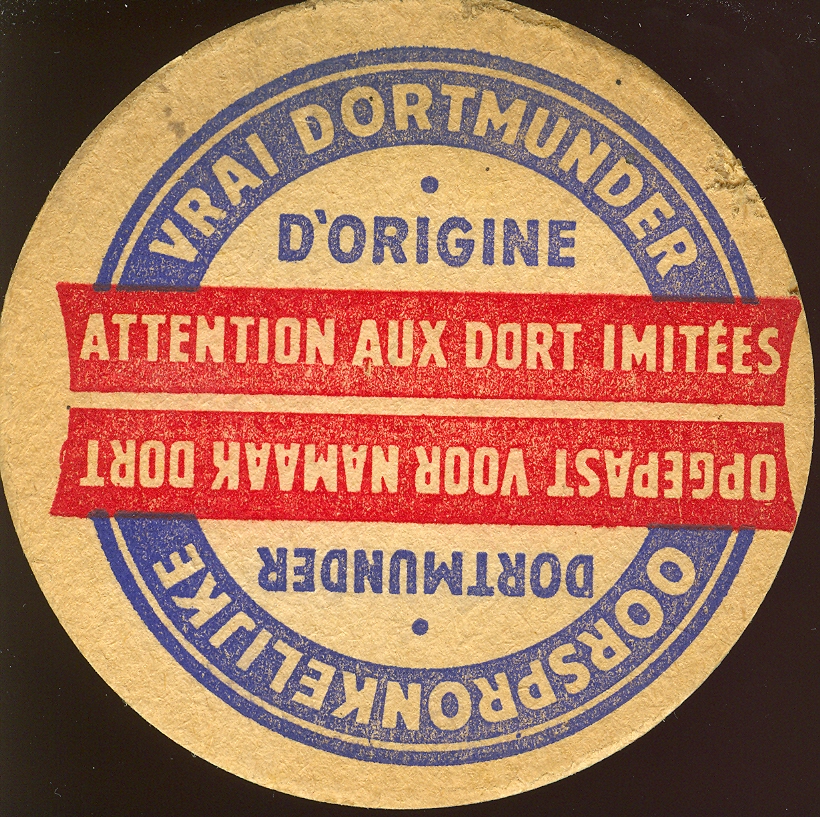 VRAI DORTMUNDER
D'ORIGINE
ATTENTION AUX DORT IMITÉES
OPGEPAST VOOR NAMAAK DORT
DORTMUNDER
OORSPRONKELIJKE